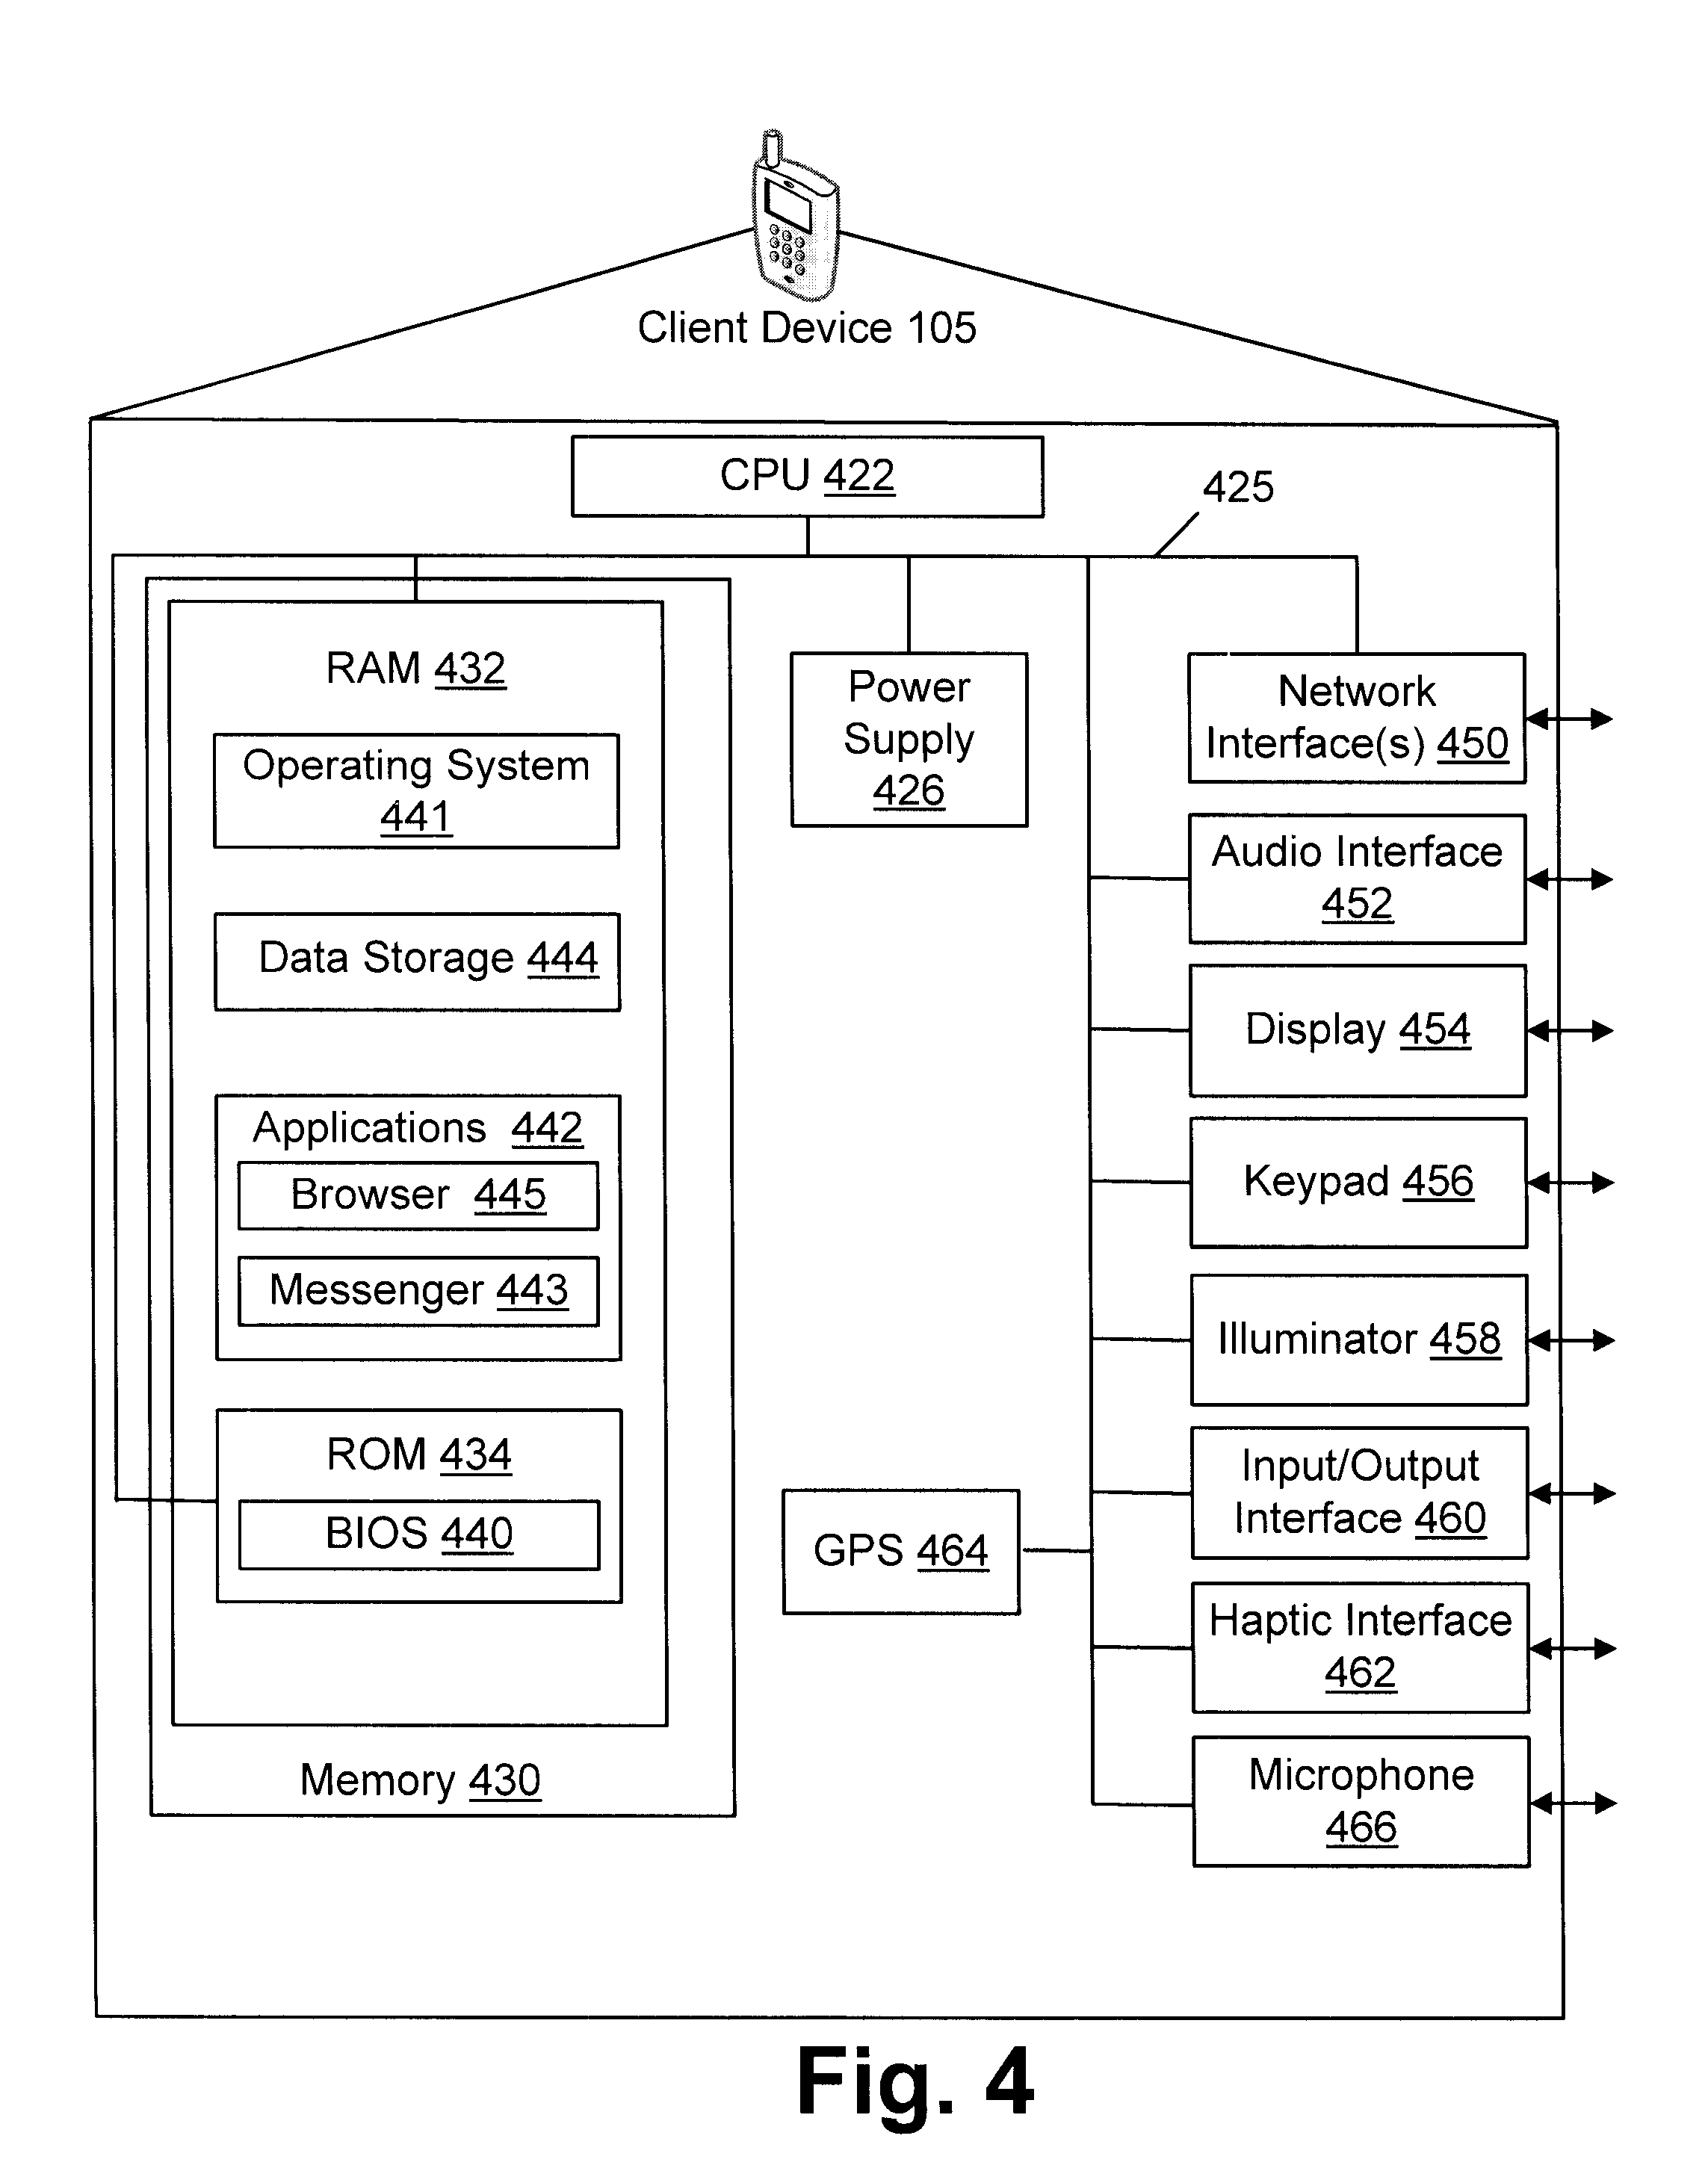 Client Device 105
CPU 422
425
RAM 432
Operating System
441
Data Storage 444
Applications 442
Browser 445
Messenger 443
ROM 434
BIOS 440
Memory 430
Power
Supply
426
GPS 464
Network
Interface(s) 450
Audio Interface
452
Display 454
Keypad 456
Illuminator 458
Input/Output
Interface 460
Haptic Interface
462
Microphone
466
Fig. 4